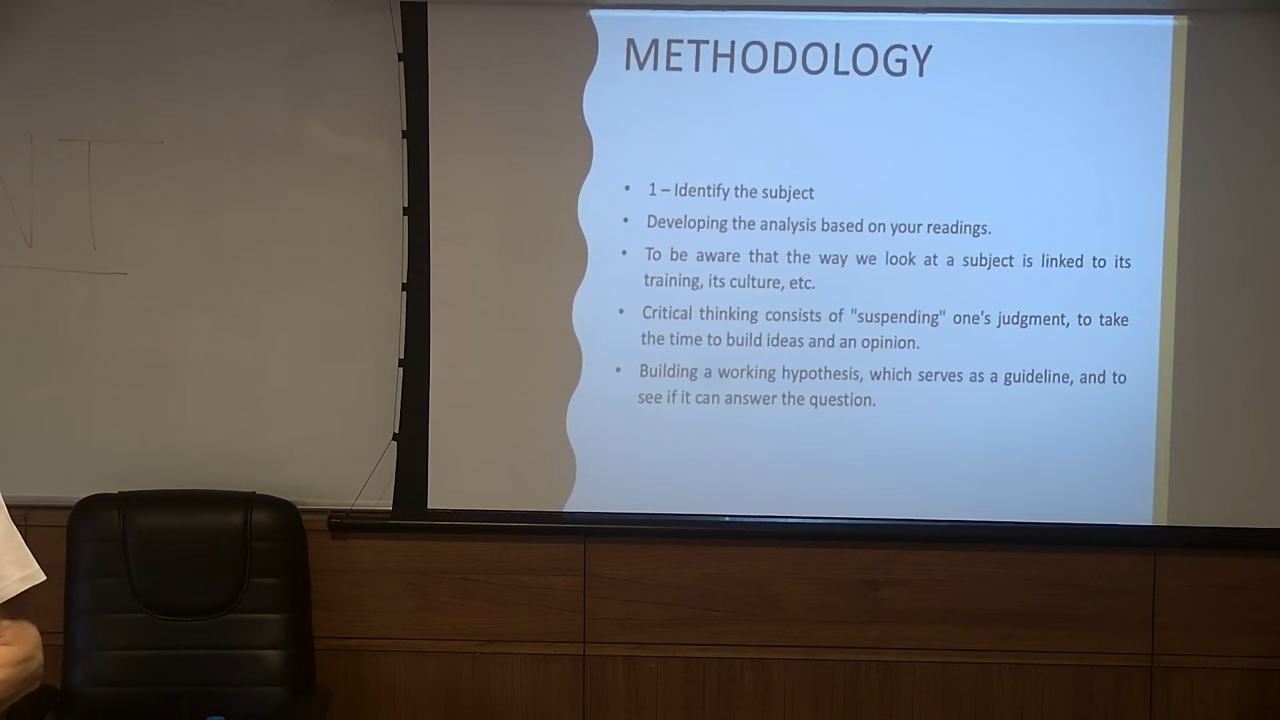 METHODOLOGY
NT
• 1 – Identify the subject
• Developing the analysis based on your readings.
• To be aware that the way we look at a subject is linked to its
training, its culture, etc.
• Critical thinking consists of "suspending" one's judgment, to take
the time to build ideas and an opinion.
• Building a working hypothesis, which serves as a guideline, and to
see if it can answer the question.